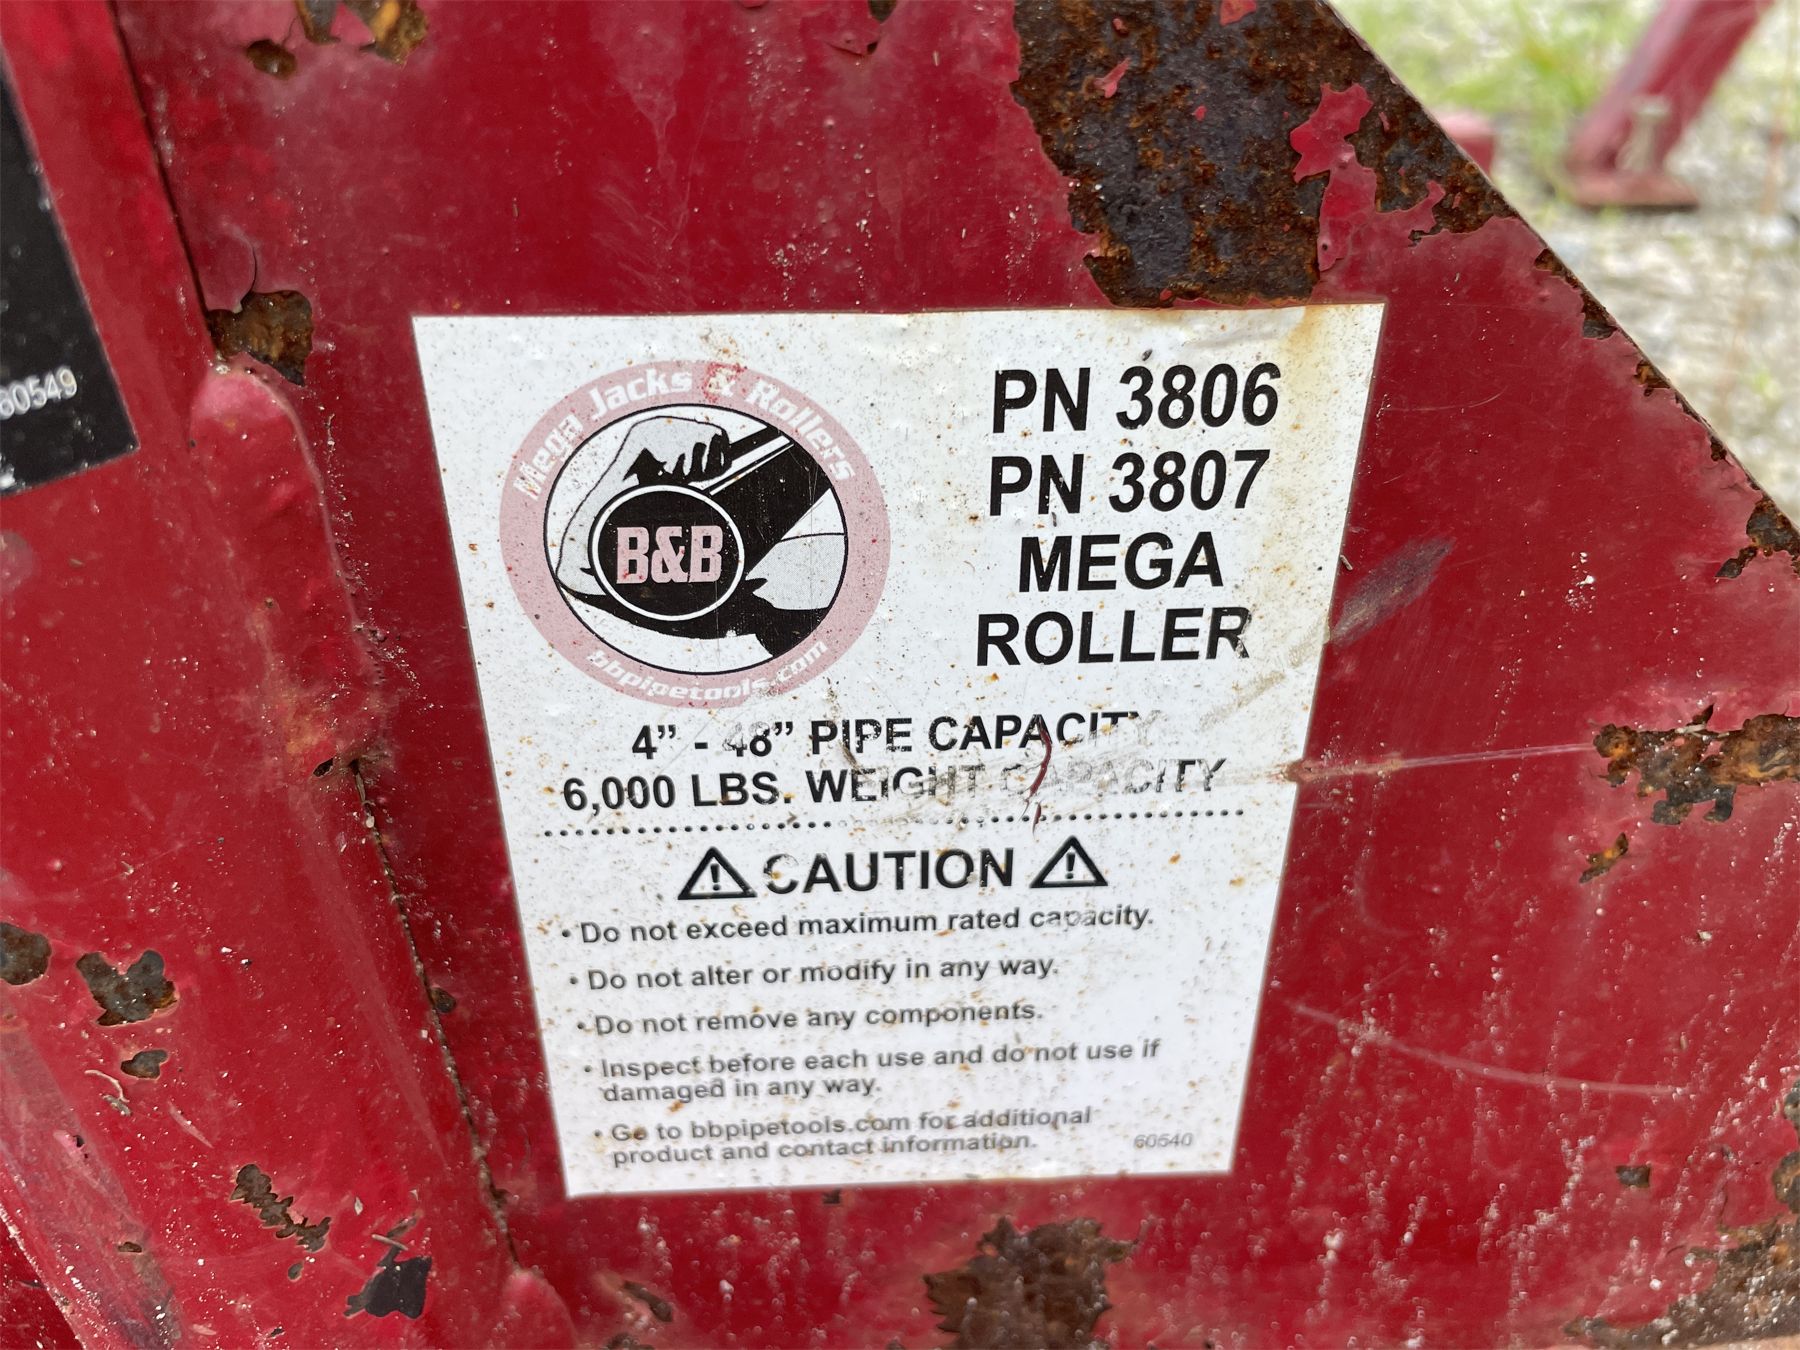 60549
Mega Jacks & Rollers
B&B
bbpipetools.com
PN 3806
PN 3807
MEGA
ROLLER
4" - 48" PIPE CAPACITY
6,000 LBS. WEIGHT CAPACITY
CAUTION
• Do not exceed maximum rated capacity.
• Do not alter or modify in any way.
• Do not remove any components.
• Inspect before each use and do not use if
damaged in any way.
• Go to bbpipetools.com for additional
product and contact information.
60540